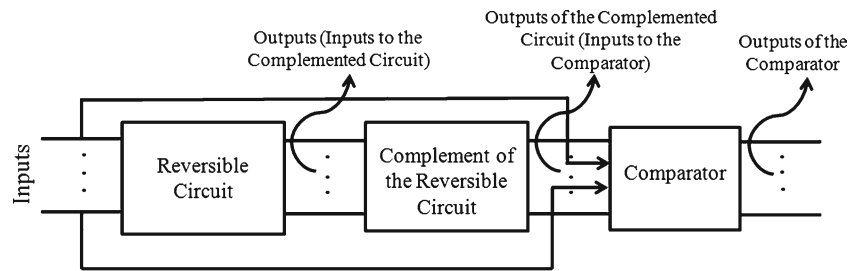 Outputs (Inputs to the
Complemented Circuit)
Outputs of the Complemented
Circuit (Inputs to the
Comparator)
Outputs of the
Comparator
Inputs
Reversible
Circuit
Complement of
the Reversible
Circuit
Comparator